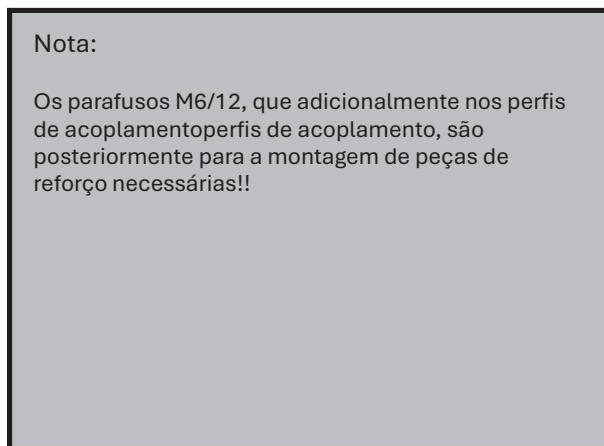 Nota:
Os parafusos M6/12, que adicionalmente nos perfis
de acoplamentoperfis de acoplamento, são
posteriormente para a montagem de peças de
reforço necessárias!!